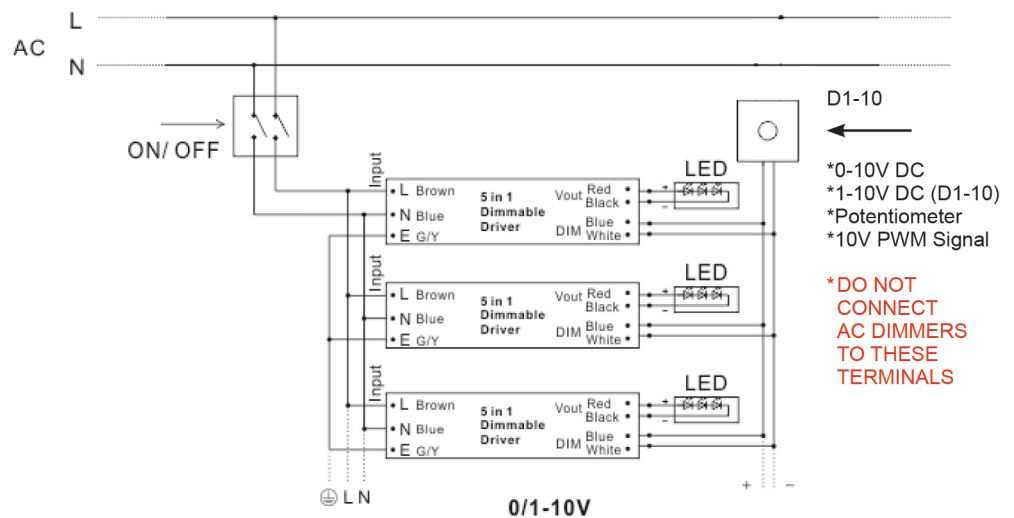 L
AC
N
D1-10
ON/ OFF
*0-10V DC
*1-10V DC (D1-10)
*Potentiometer
*10V PWM Signal
*DO NOT
CONNECT
AC DIMMERS
TO THESE
TERMINALS
Input
L Brown
N Blue
E G/Y
5 in 1
Dimmable
Driver
Vout Red
Black
DIM Blue
White
LED
+
–
Input
L Brown
N Blue
E G/Y
5 in 1
Dimmable
Driver
Vout Red
Black
DIM Blue
White
LED
+
–
Input
L Brown
N Blue
E G/Y
5 in 1
Dimmable
Driver
Vout Red
Black
DIM Blue
White
LED
+
–
L N
+ –
0/1-10V